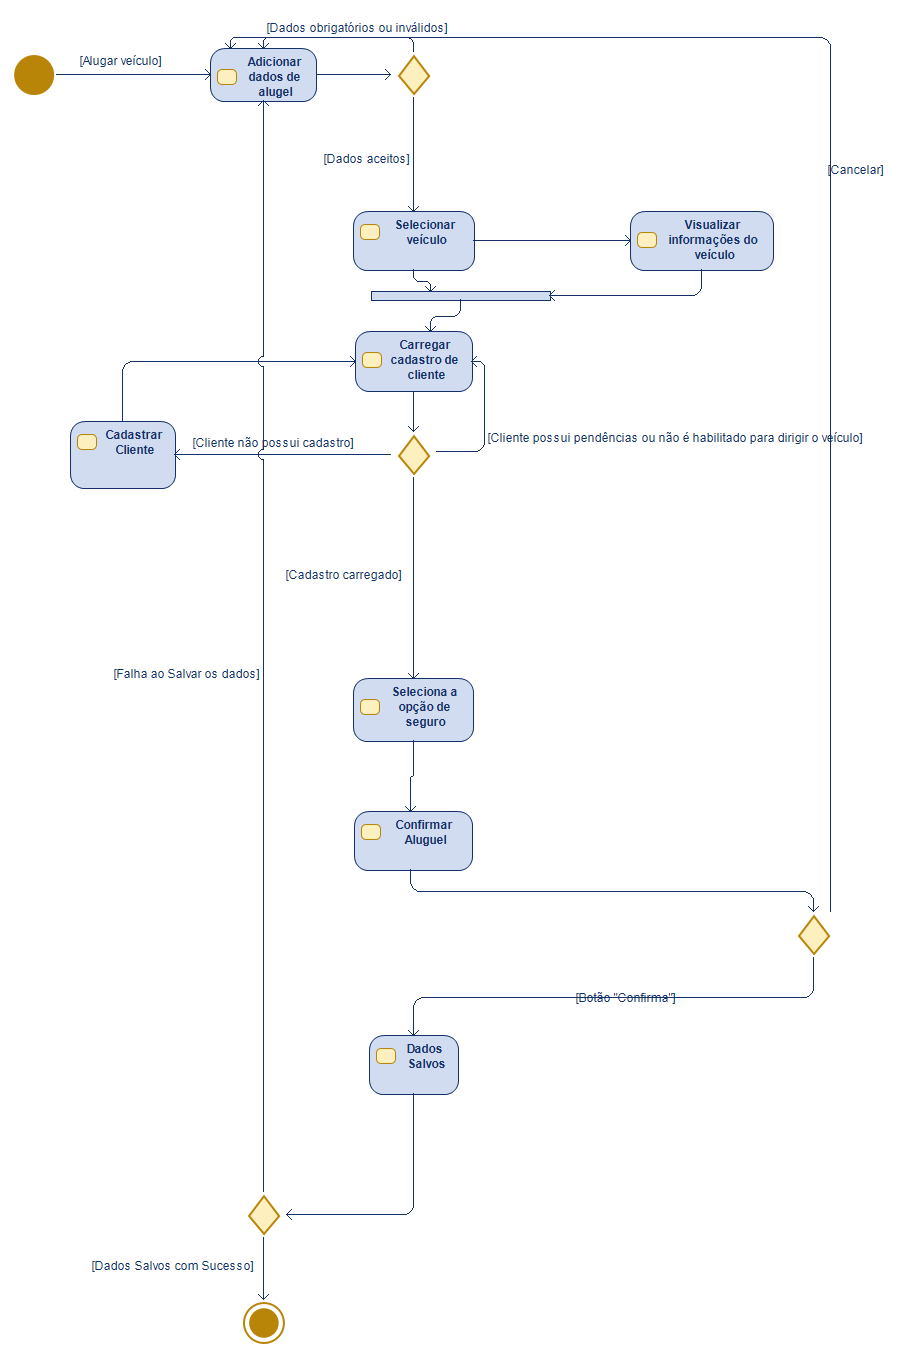 [Dados obrigatórios ou inválidos]
[Alugar veículo]
Adicionar
dados de
alugel
[Dados aceitos]
[Cancelar]
Selecionar
veículo
Visualizar
informações do
veículo
Carregar
cadastro de
cliente
Cadastrar
Cliente
[Cliente não possui cadastro]
[Cliente possui pendências ou não é habilitado para dirigir o veículo]
[Cadastro carregado]
[Falha ao Salvar os dados]
Seleciona a
opção de
seguro
Confirmar
Aluguel
[Botão "Confirma"]
Dados
Salvos
[Dados Salvos com Sucesso]